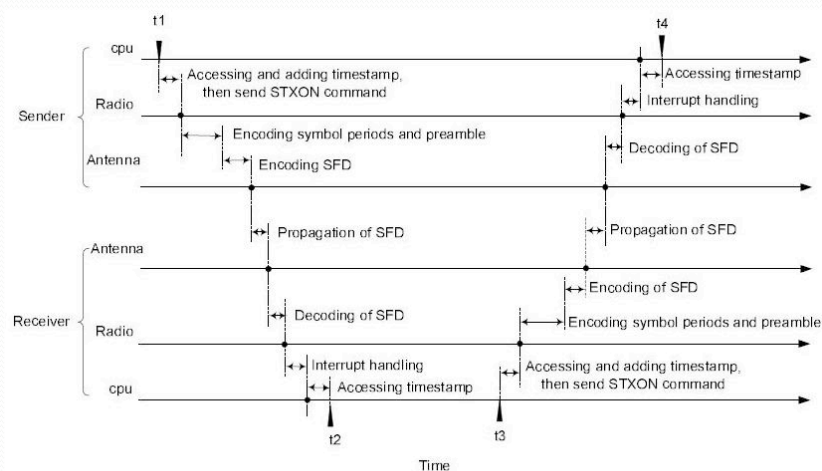 t1
t4
cpu
Accessing and adding timestamp,
then send STXON command
Accessing timestamp
Radio
Interrupt handling
Sender
Encoding symbol periods and preamble
Decoding of SFD
Antenna
Encoding SFD
Propagation of SFD
Propagation of SFD
Antenna
Encoding of SFD
Receiver
Decoding of SFD
Encoding symbol periods and preamble
Radio
Interrupt handling
Accessing and adding timestamp,
then send STXON command
cpu
Accessing timestamp
t2
t3
Time